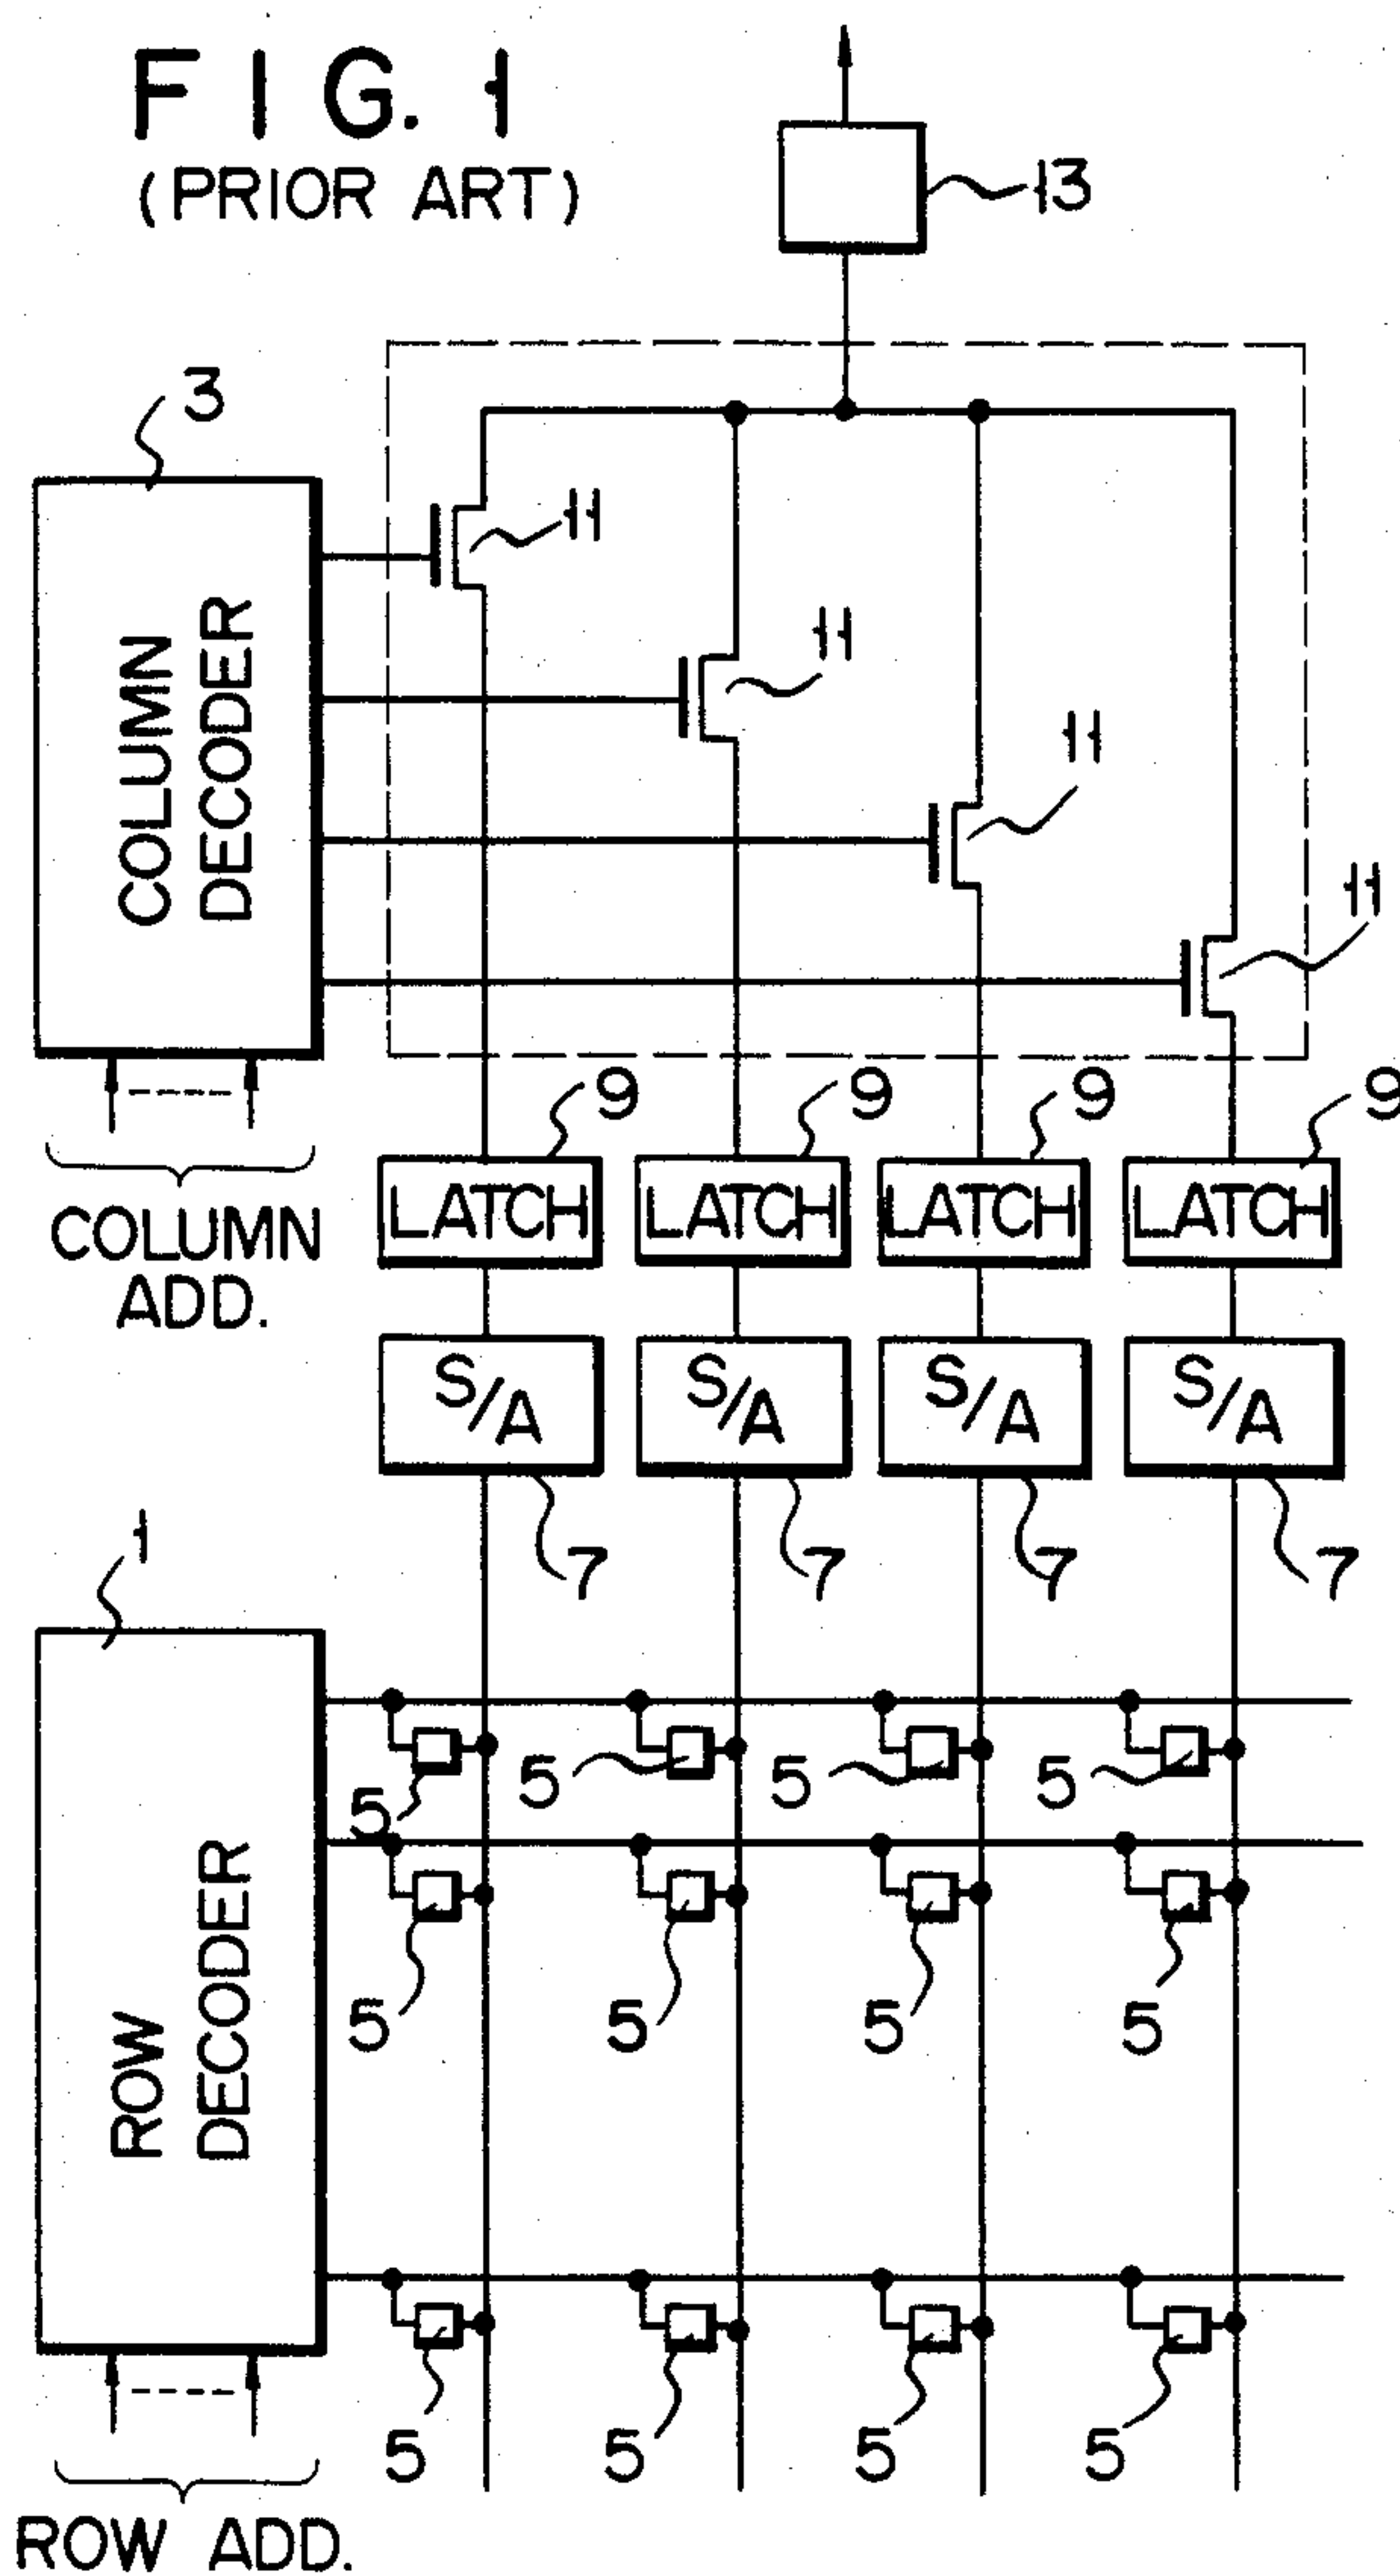 FIG. 1
(PRIOR ART)
13
3
11
11
11
11
COLUMN
DECODER
9
9
9
9
COLUMN
ADD.
LATCH
LATCH
LATCH
LATCH
S/A
S/A
S/A
S/A
7
7
7
7
1
5
5
5
5
ROW
DECODER
5
5
5
5
5
5
5
5
ROW ADD.